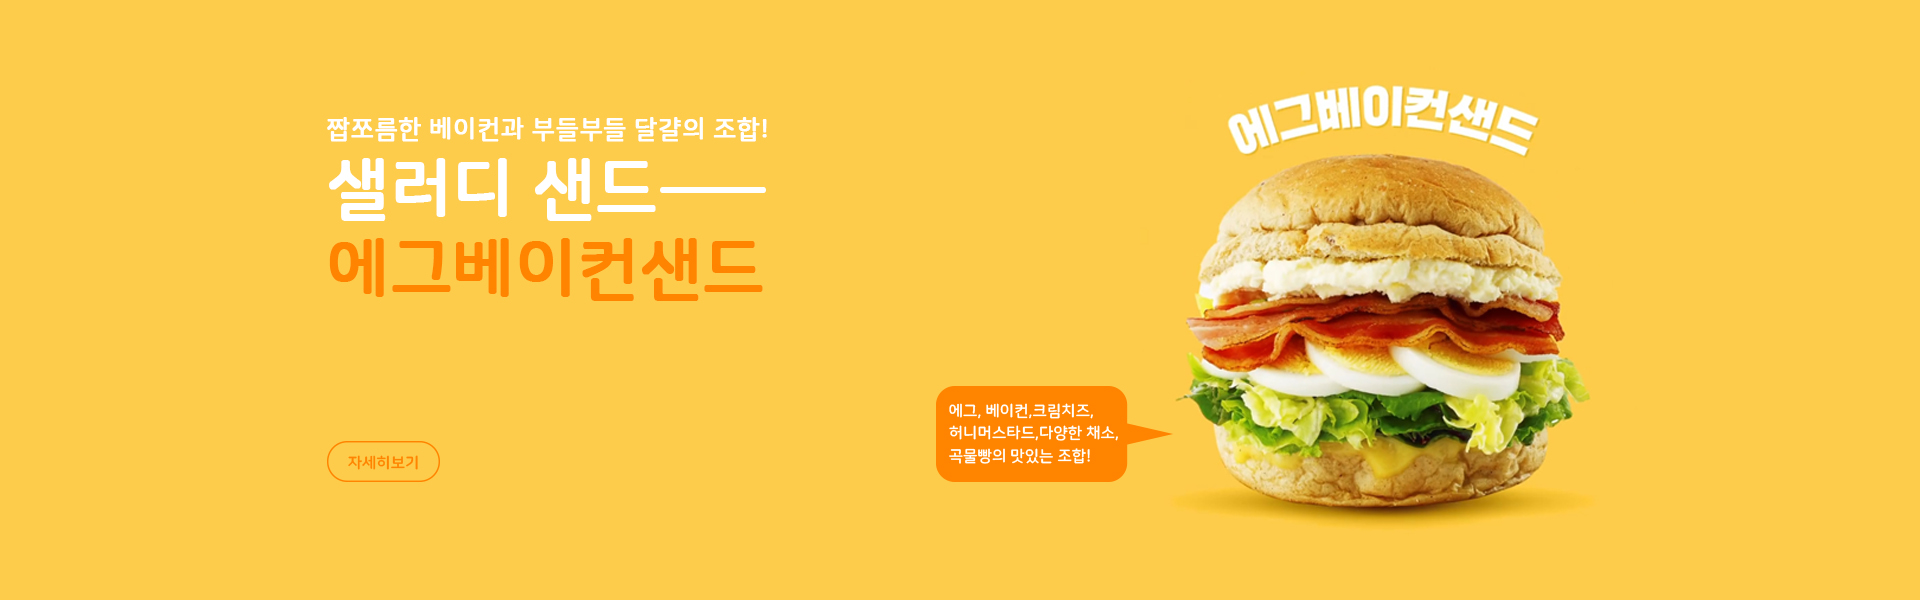 짭쪼름한 베이컨과 부들부들 달걀의 조합!
샐러디 샌드
에그베이컨샌드
자세히보기
에그베이컨샌드
에그, 베이컨,크림치즈,
허니머스타드,다양한 채소,
곡물빵의 맛있는 조합!